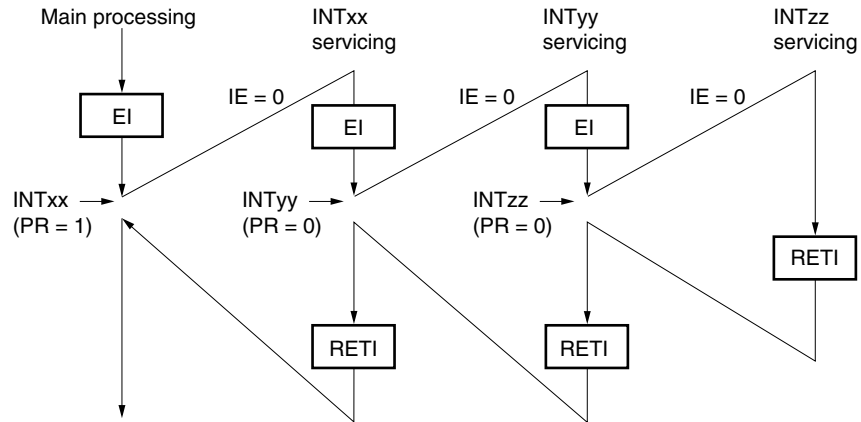 Main processing
INTxx
servicing
INTyy
servicing
INTzz
servicing
IE = 0
IE = 0
IE = 0
EI
EI
EI
INTxx
(PR = 1)
INTyy
(PR = 0)
INTzz
(PR = 0)
RETI
RETI
RETI